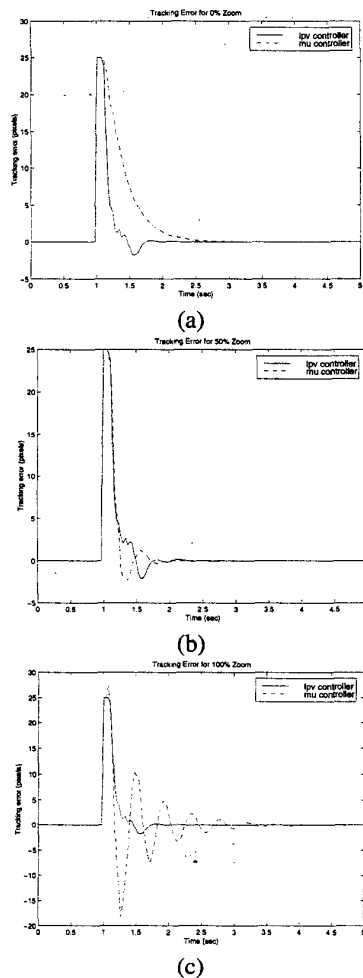 Tracking Error for 0% Zoom
lpv controller
mu controller
30
25
20
15
10
5
0
-5
Tracking error (pixels)
0 0.5 1 1.5 2 2.5 3 3.5 4 4.5 5
Time (sec)
(a)
Tracking Error for 50% Zoom
lpv controller
mu controller
25
20
15
10
5
0
-5
Tracking error (pixels)
0 0.5 1 1.5 2 2.5 3 3.5 4 4.5 5
Time (sec)
(b)
Tracking Error for 100% Zoom
lpv controller
mu controller
30
25
20
15
10
5
0
-5
-10
-15
-20
Tracking error (pixels)
0 0.5 1 1.5 2 2.5 3 3.5 4 4.5 5
Time (sec)
(c)